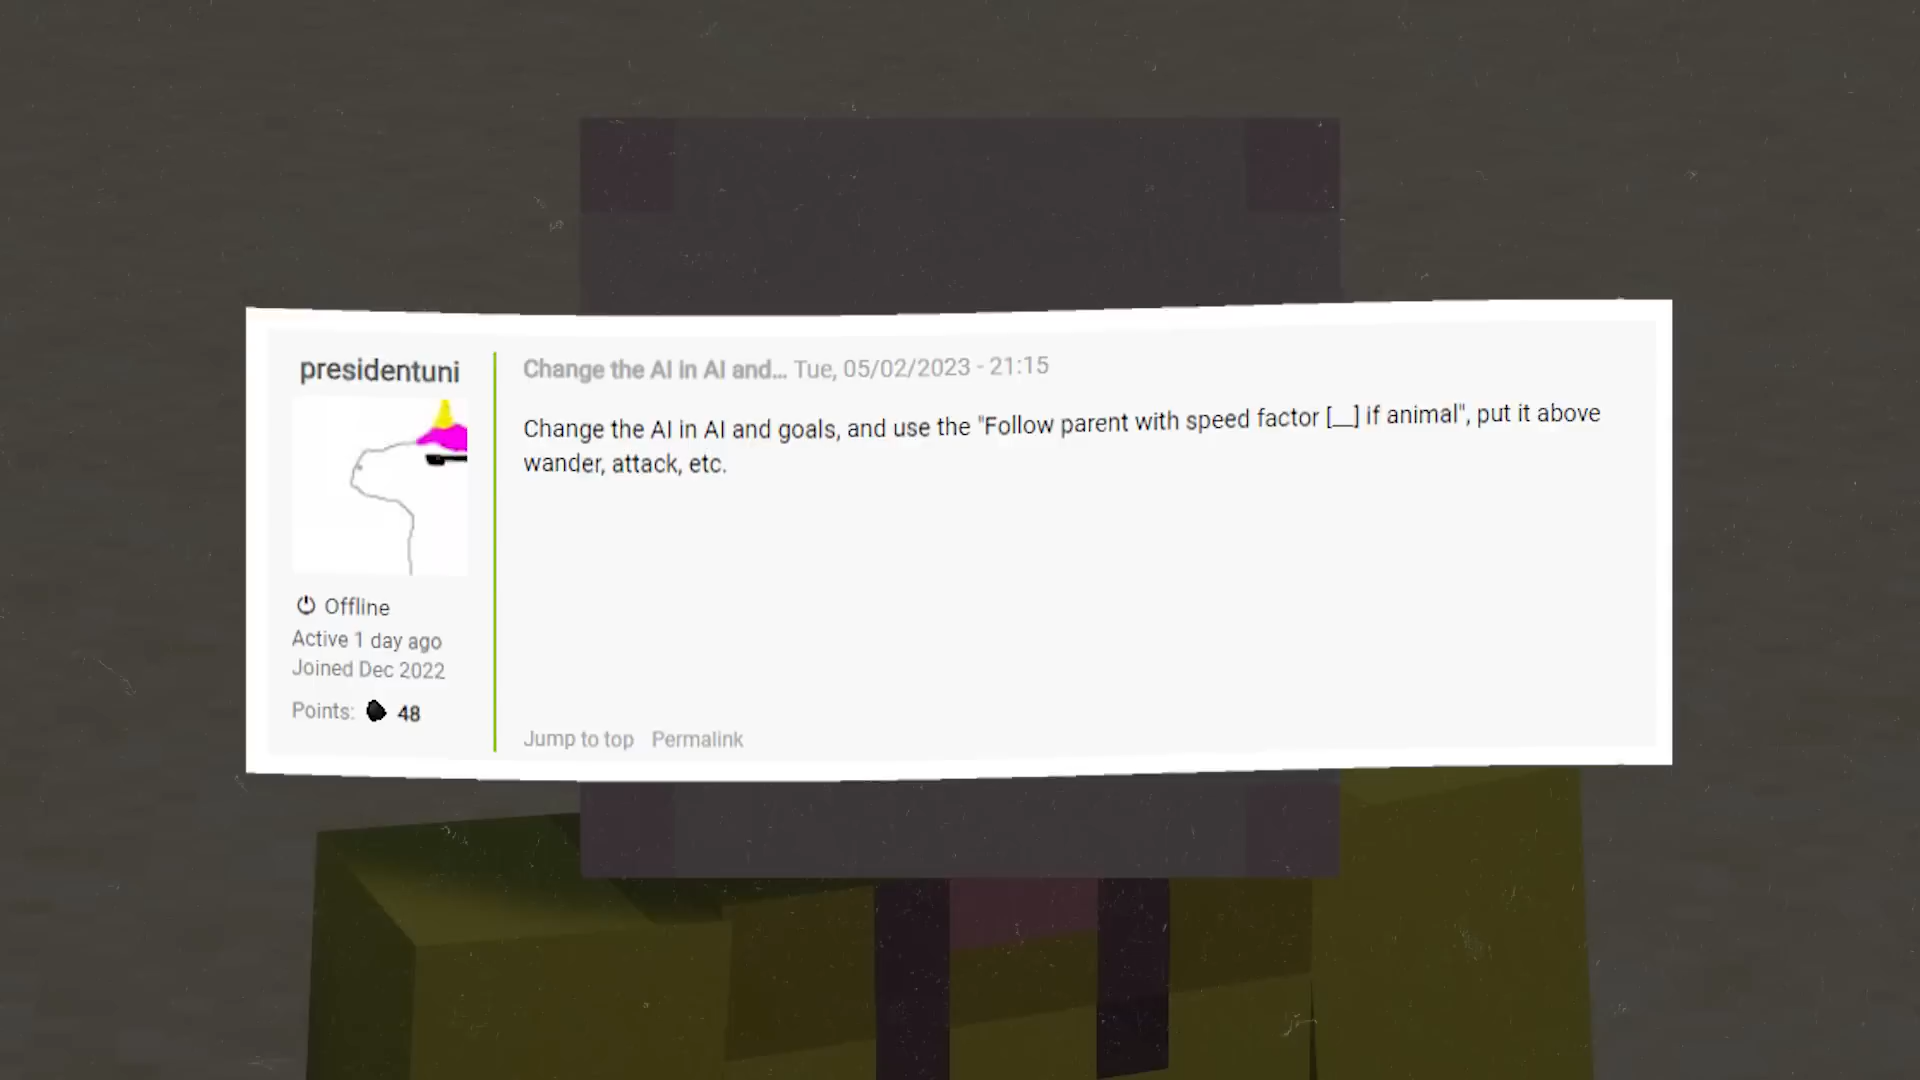 presidentuni
Change the AI in AI and... Tue, 05/02/2023 - 21:15
Change the AI in AI and goals, and use the "Follow parent with speed factor [__] if animal", put it above
wander, attack, etc.
Offline
Active 1 day ago
Joined Dec 2022
Points: 48
Jump to top Permalink